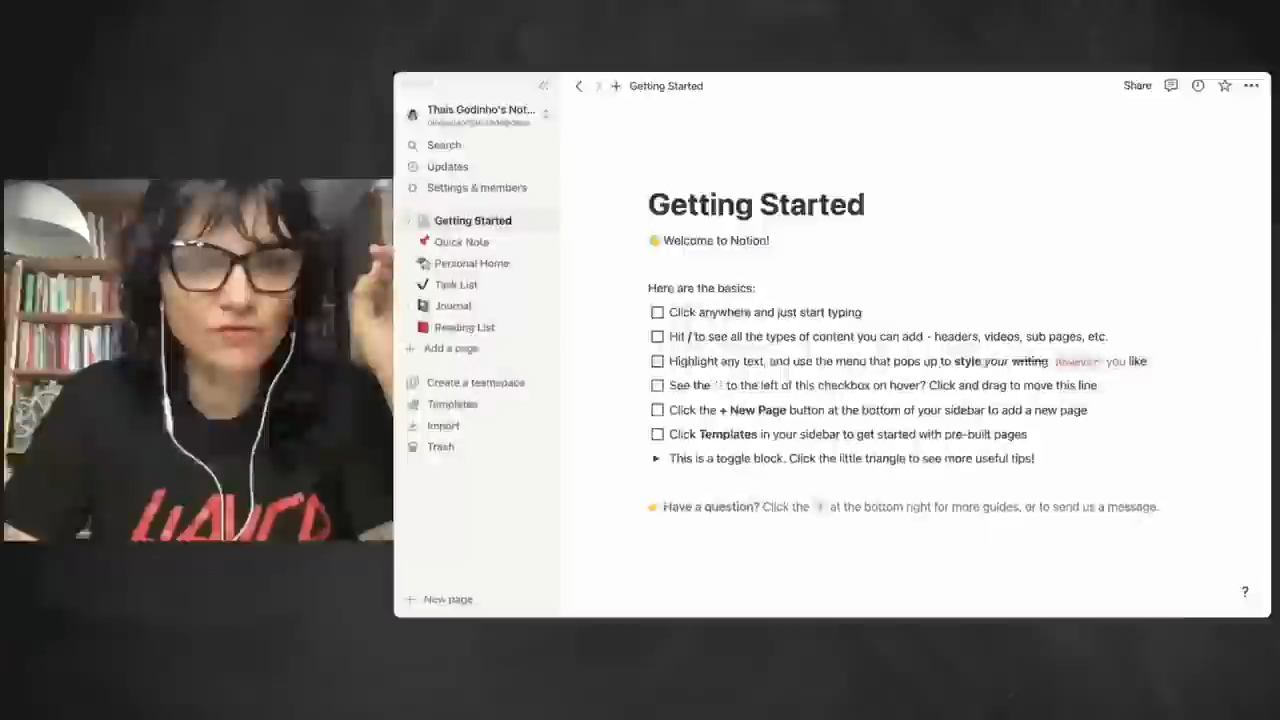 Getting Started
Share
Thais Godinho's Not...
Search
Updates
Settings & members
Getting Started
Quick Note
Personal Home
Task List
Journal
Reading List
Add a page
Create a teamspace
Templates
Import
Trash
New page
Getting Started
Welcome to Notion!
Here are the basics:
Click anywhere and just start typing
Hit / to see all the types of content you can add - headers, videos, sub pages, etc.
Highlight any text, and use the menu that pops up to style your writing however you like
See the to the left of this checkbox on hover? Click and drag to move this line
Click the + New Page button at the bottom of your sidebar to add a new page
Click Templates in your sidebar to get started with pre-built pages
This is a toggle block. Click the little triangle to see more useful tips!
Have a question? Click the at the bottom right for more guides, or to send us a message.
?